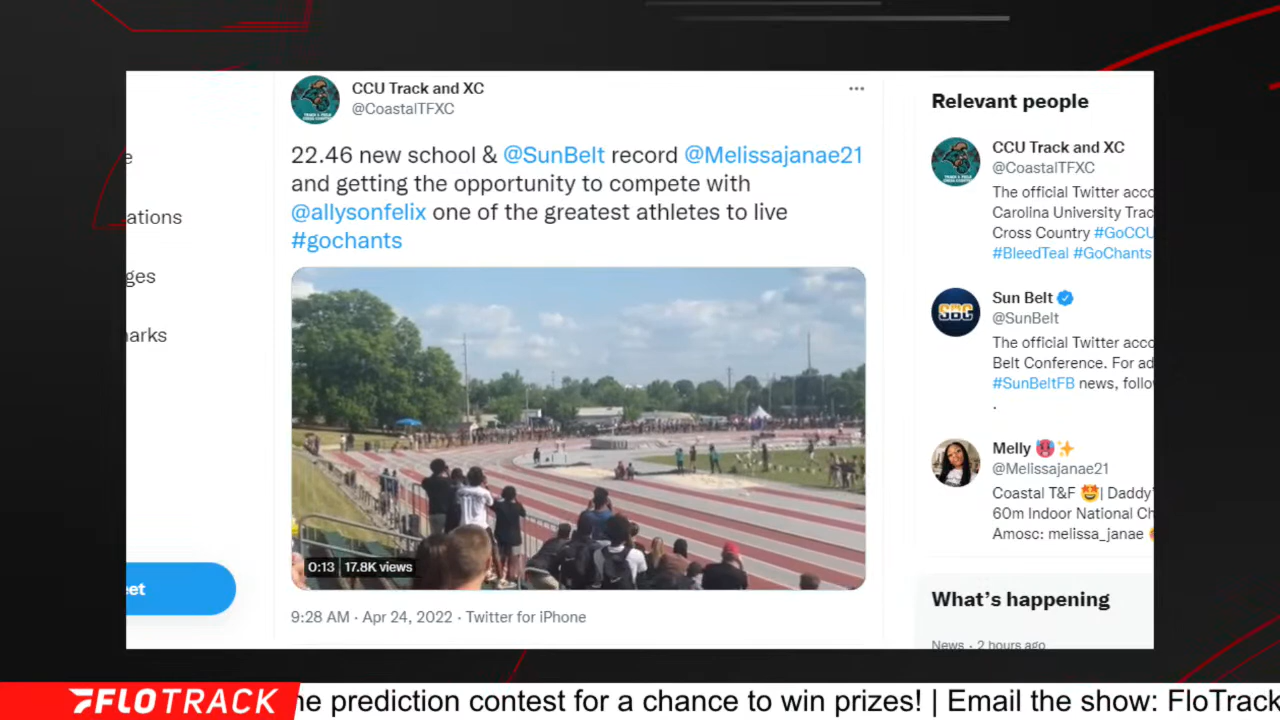 CCU Track and XC
@CoastalTFXC
22.46 new school & @SunBelt record @Melissajanae21
and getting the opportunity to compete with
@allysonfelix one of the greatest athletes to live
#gochants
0:13 17.8K views
9:28 AM · Apr 24, 2022 · Twitter for iPhone
e
ations
ges
arks
eet
Relevant people
CCU Track and XC
@CoastalTFXC
The official Twitter acco
Carolina University Trac
Cross Country #GoCCU
#BleedTeal #GoChants
SBC
Sun Belt
@SunBelt
The official Twitter acco
Belt Conference. For ad
#SunBeltFB news, follo
.
Melly
@Melissajanae21
Coastal T&F | Daddy'
60m Indoor National Ch
Amosc: melissa_janae
What's happening
News · 2 hours ago
FLOTRACK
he prediction contest for a chance to win prizes! | Email the show: FloTrack